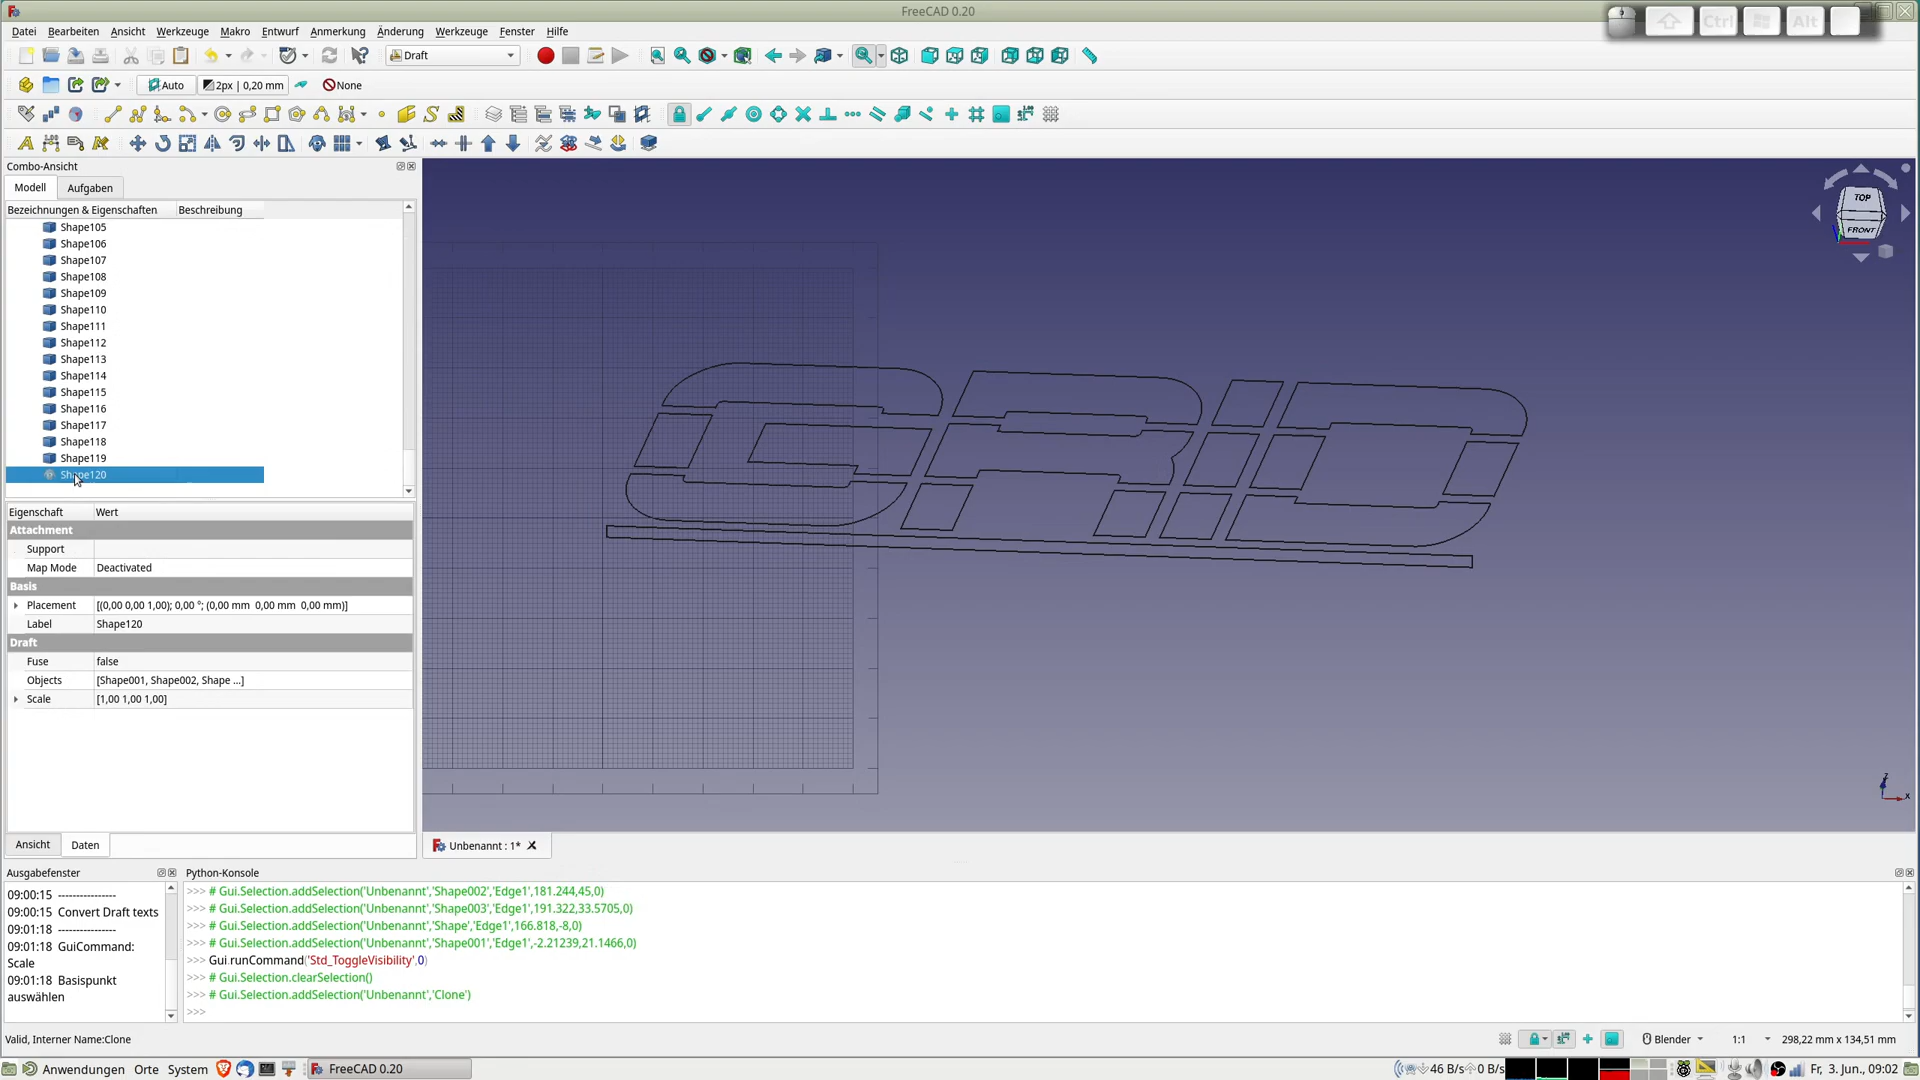 FreeCAD 0.20
Datei Bearbeiten Ansicht Werkzeuge Makro Entwurf Anmerkung Änderung Werkzeuge Fenster Hilfe
Ctrl Alt
Draft
Auto 2px | 0,20 mm None
Combo-Ansicht
Modell Aufgaben
Bezeichnungen & Eigenschaften Beschreibung
Shape105
Shape106
Shape107
Shape108
Shape109
Shape110
Shape111
Shape112
Shape113
Shape114
Shape115
Shape116
Shape117
Shape118
Shape119
Shape120
Eigenschaft Wert
Attachment
Support
Map Mode Deactivated
Basis
Placement [(0,00 0,00 1,00); 0,00 °; (0,00 mm 0,00 mm 0,00 mm)]
Label Shape120
Draft
Fuse false
Objects [Shape001, Shape002, Shape ...]
Scale [1,00 1,00 1,00]
Ansicht Daten
TOP
FRONT
GRID
Z
X
Unbenannt : 1*
Ausgabefenster
09:00:15 ----------------
09:00:15 Convert Draft texts
09:01:18 ----------------
09:01:18 GuiCommand:
Scale
09:01:18 Basispunkt
auswählen
Python-Konsole
>>> # Gui.Selection.addSelection('Unbenannt','Shape002','Edge1',181.244,45,0)
>>> # Gui.Selection.addSelection('Unbenannt','Shape003','Edge1',191.322,33.5705,0)
>>> # Gui.Selection.addSelection('Unbenannt','Shape','Edge1',166.818,-8,0)
>>> # Gui.Selection.addSelection('Unbenannt','Shape001','Edge1',-2.21239,21.1466,0)
>>> Gui.runCommand('Std_ToggleVisibility',0)
>>> # Gui.Selection.clearSelection()
>>> # Gui.Selection.addSelection('Unbenannt','Clone')
>>>
Valid, Interner Name:Clone
Blender 1:1 298,22 mm x 134,51 mm
Anwendungen Orte System FreeCAD 0.20 46 B/s 0 B/s Fr, 3. Jun., 09:02